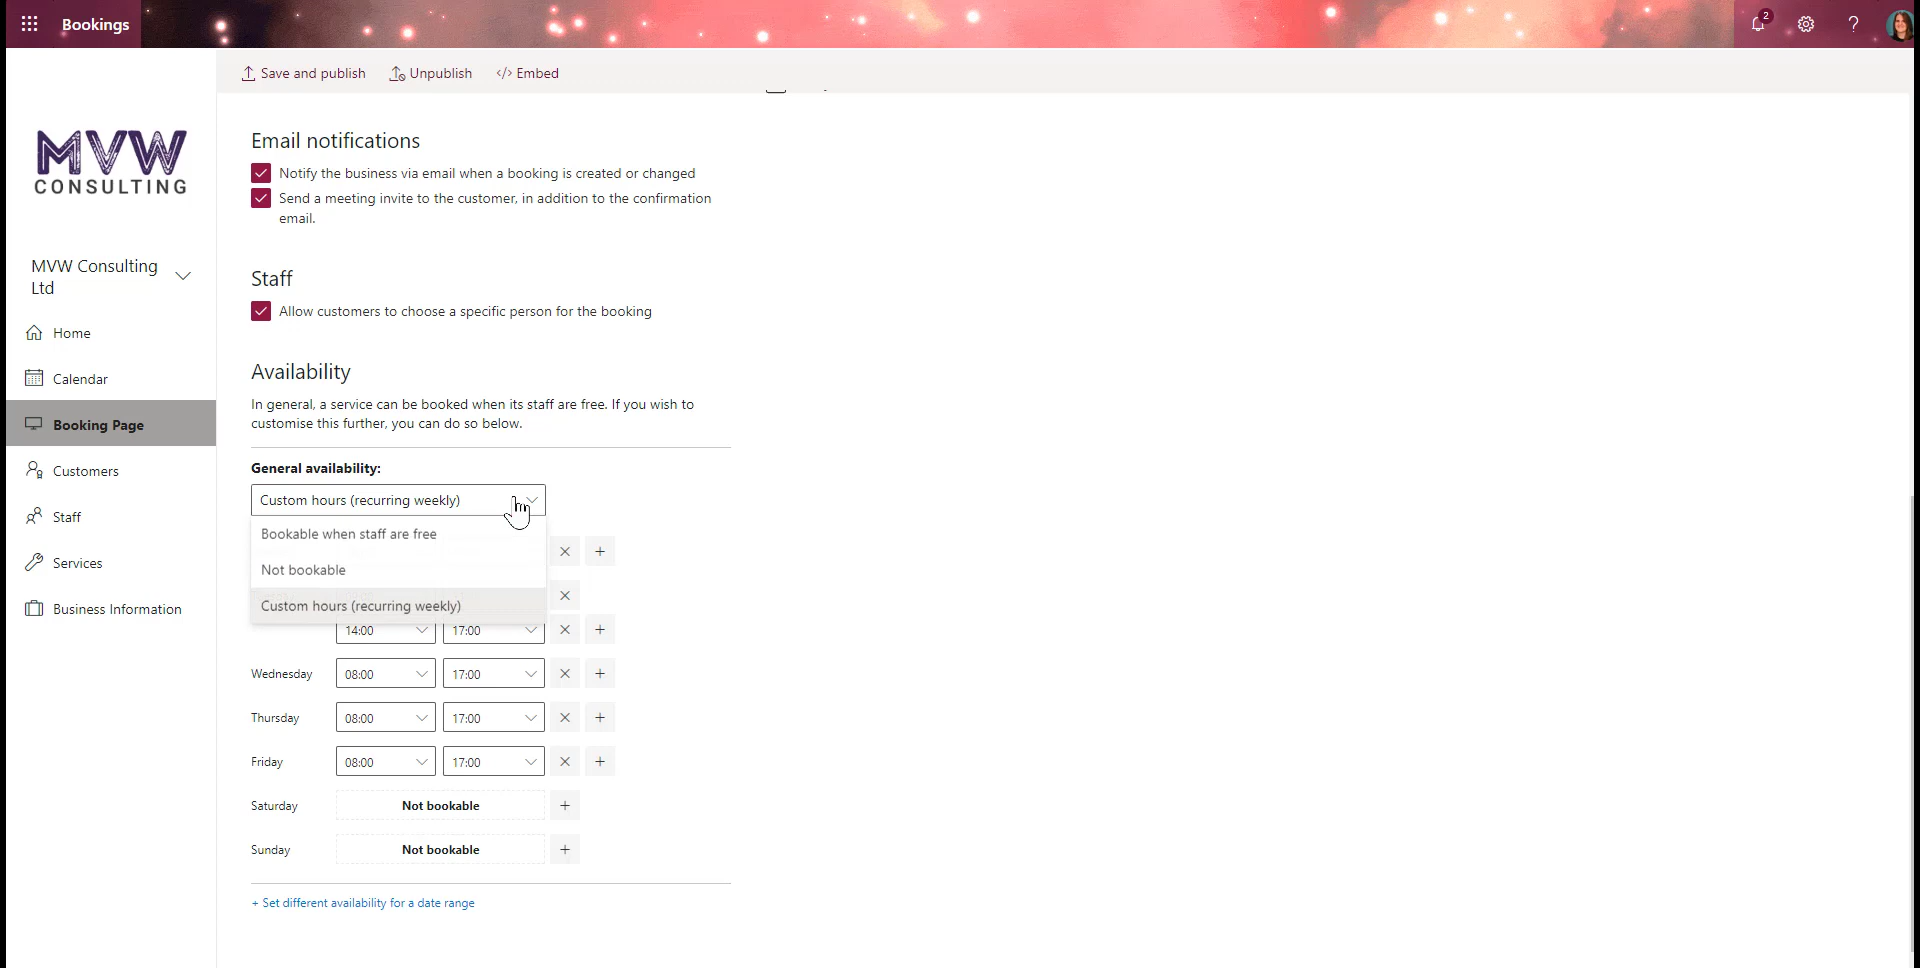 Bookings
2
?
Save and publish
Unpublish
</> Embed
MVW
CONSULTING
MVW Consulting
Ltd
Home
Calendar
Booking Page
Customers
Staff
Services
Business Information
Email notifications
Notify the business via email when a booking is created or changed
Send a meeting invite to the customer, in addition to the confirmation
email.
Staff
Allow customers to choose a specific person for the booking
Availability
In general, a service can be booked when its staff are free. If you wish to
customise this further, you can do so below.
General availability:
Custom hours (recurring weekly)
Bookable when staff are free
Not bookable
Custom hours (recurring weekly)
14:00 17:00
Wednesday 08:00 17:00
Thursday 08:00 17:00
Friday 08:00 17:00
Saturday Not bookable
Sunday Not bookable
+ Set different availability for a date range